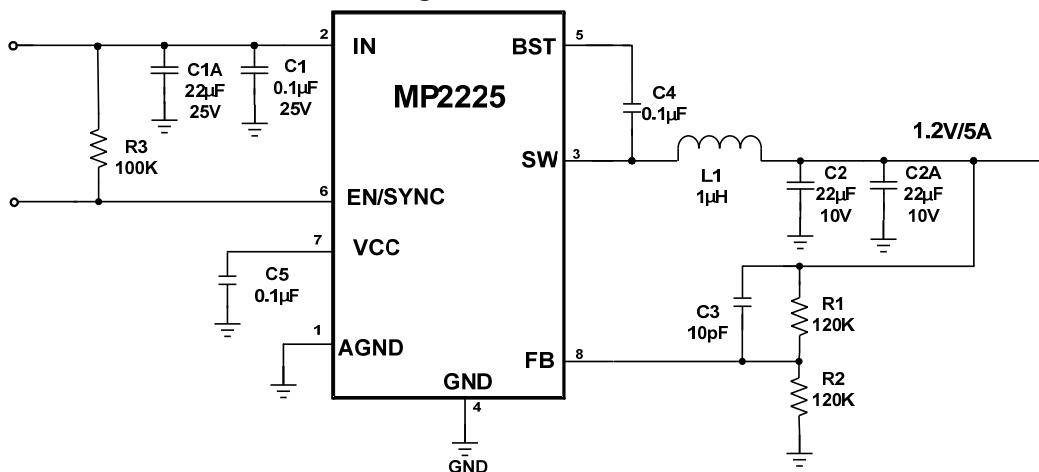 2
IN
C1A
22µF
25V
C1
0.1µF
25V
R3
100K
6
EN/SYNC
7
VCC
C5
0.1µF
1
AGND
MP2225
GND
4
GND
BST
5
C4
0.1µF
SW
3
L1
1µH
1.2V/5A
C2
22µF
10V
C2A
22µF
10V
C3
10pF
R1
120K
FB
8
R2
120K